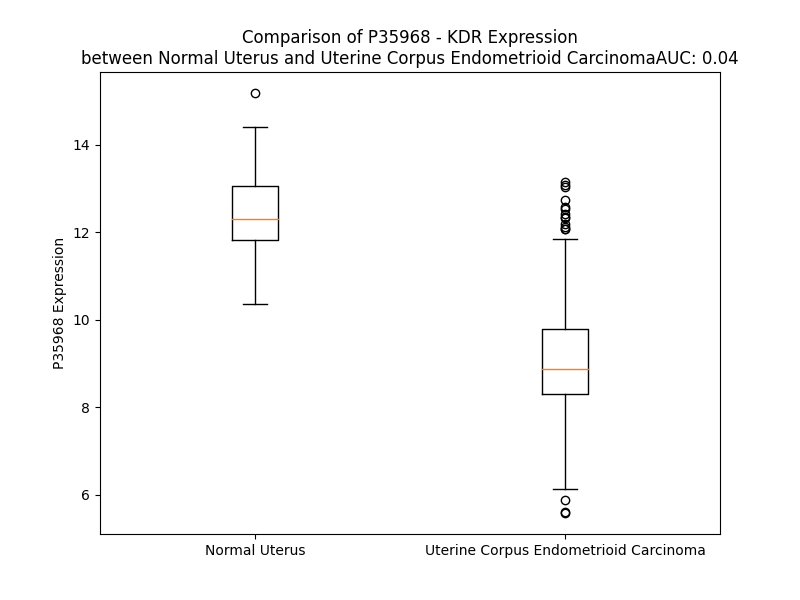 Comparison of P35968 - KDR Expression
between Normal Uterus and Uterine Corpus Endometrioid CarcinomaAUC: 0.04
P35968 Expression
14
12
10
8
6
Normal Uterus
Uterine Corpus Endometrioid Carcinoma